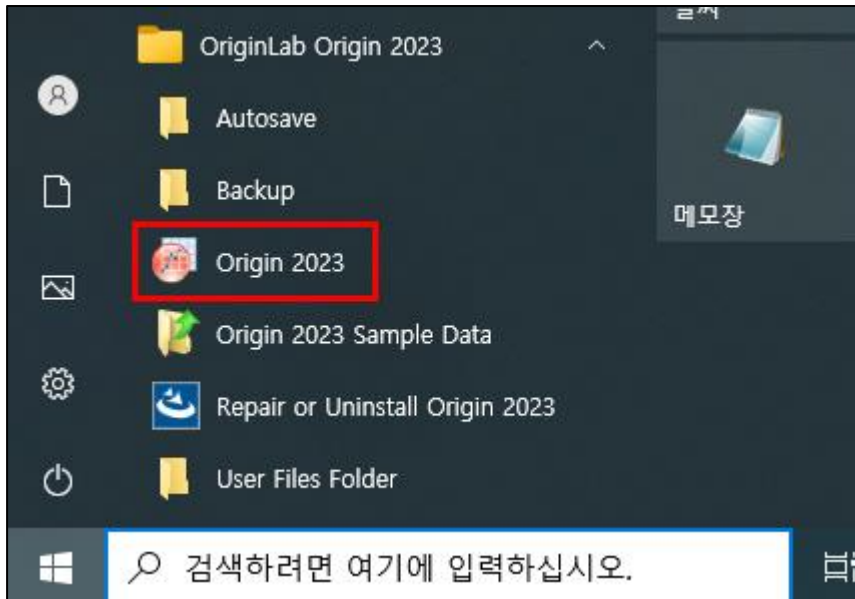 OriginLab Origin 2023
Autosave
Backup
Origin 2023
Origin 2023 Sample Data
Repair or Uninstall Origin 2023
User Files Folder
메모장
검색하려면 여기에 입력하십시오.